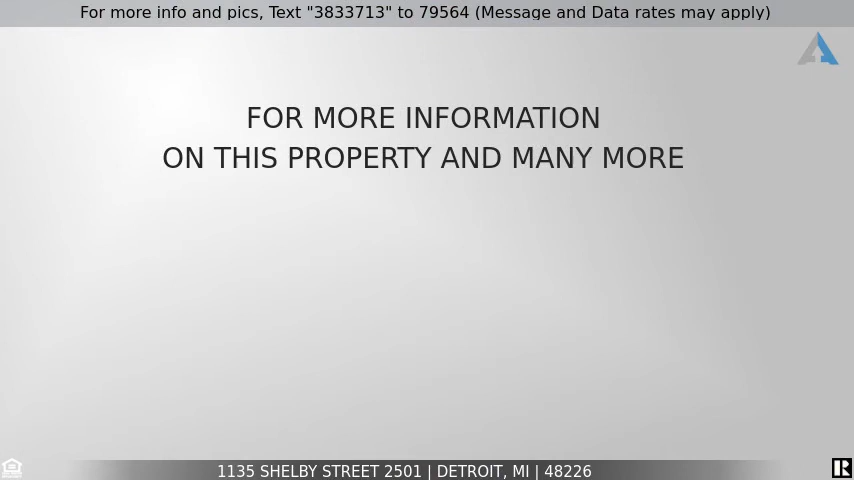 For more info and pics, Text "3833713" to 79564 (Message and Data rates may apply)
FOR MORE INFORMATION
ON THIS PROPERTY AND MANY MORE
1135 SHELBY STREET 2501 | DETROIT, MI | 48226